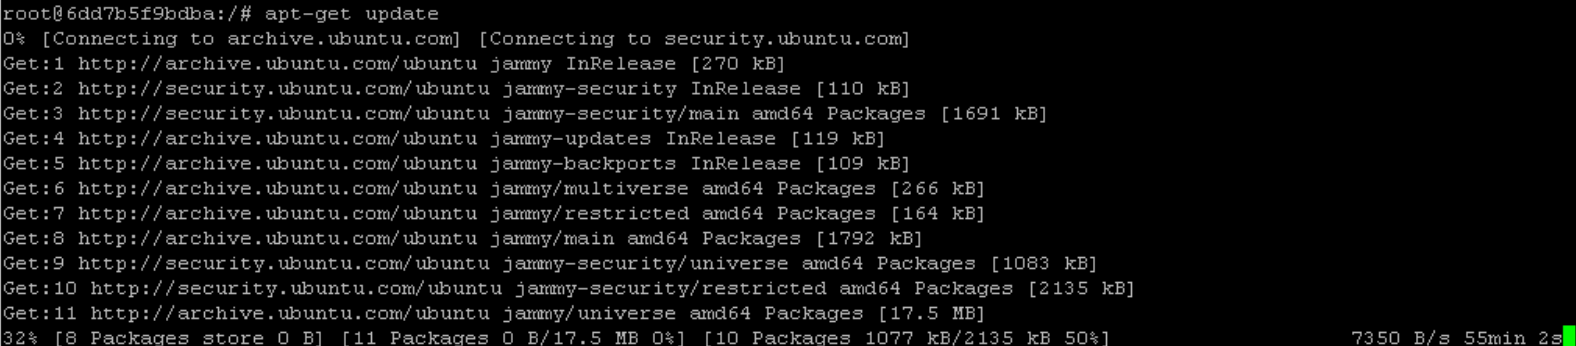 root@6dd7b5f9bdba:/# apt-get update
0% [Connecting to archive.ubuntu.com] [Connecting to security.ubuntu.com]
Get:1 http://archive.ubuntu.com/ubuntu jammy InRelease [270 kB]
Get:2 http://security.ubuntu.com/ubuntu jammy-security InRelease [110 kB]
Get:3 http://security.ubuntu.com/ubuntu jammy-security/main amd64 Packages [1691 kB]
Get:4 http://archive.ubuntu.com/ubuntu jammy-updates InRelease [119 kB]
Get:5 http://archive.ubuntu.com/ubuntu jammy-backports InRelease [109 kB]
Get:6 http://archive.ubuntu.com/ubuntu jammy/multiverse amd64 Packages [266 kB]
Get:7 http://archive.ubuntu.com/ubuntu jammy/restricted amd64 Packages [164 kB]
Get:8 http://archive.ubuntu.com/ubuntu jammy/main amd64 Packages [1792 kB]
Get:9 http://security.ubuntu.com/ubuntu jammy-security/universe amd64 Packages [1083 kB]
Get:10 http://security.ubuntu.com/ubuntu jammy-security/restricted amd64 Packages [2135 kB]
Get:11 http://archive.ubuntu.com/ubuntu jammy/universe amd64 Packages [17.5 MB]
32% [8 Packages store 0 B] [11 Packages 0 B/17.5 MB 0%] [10 Packages 1077 kB/2135 kB 50%] 7350 B/s 55min 2s